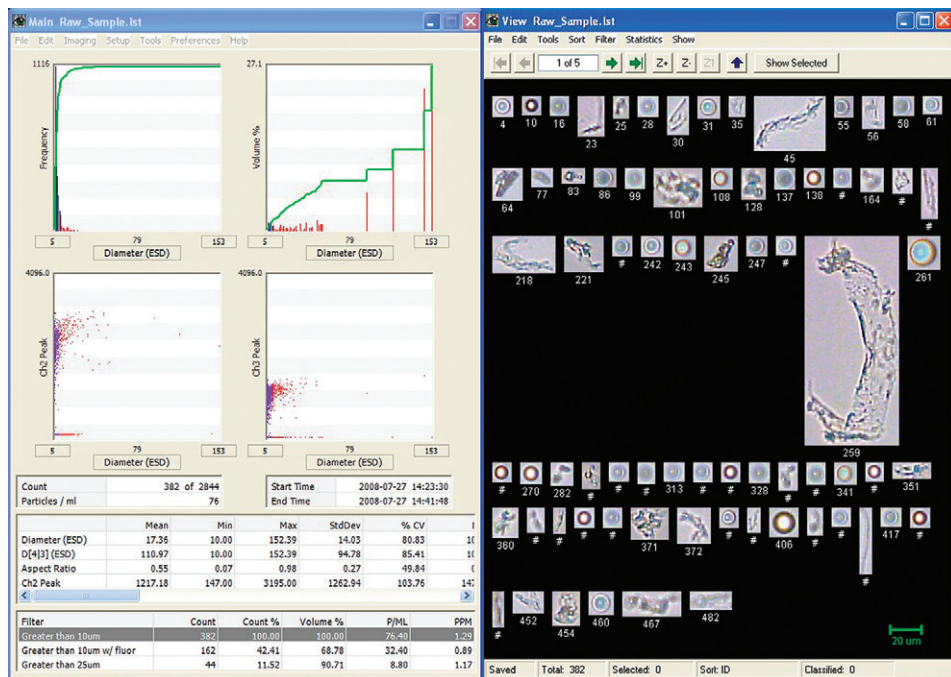 Main Raw_Sample.lst
File Edit Imaging Setup Tools Preferences Help
1116
Frequency
5 79 153
Diameter (ESD)
27.1
Volume %
5 79 153
Diameter (ESD)
4096.0
Ch2 Peak
5 79 153
Diameter (ESD)
4096.0
Ch3 Peak
5 79 153
Diameter (ESD)
Count 382 of 2844
Particles / ml 76
Start Time 2008-07-27 14:23:30
End Time 2008-07-27 14:41:48
Mean Min Max StdDev % CV
Diameter (ESD) 17.36 10.00 152.39 14.03 80.83 10
D[4|3] (ESD) 110.97 10.00 152.39 94.78 85.41 10
Aspect Ratio 0.55 0.07 0.98 0.27 49.84
Ch2 Peak 1217.18 147.00 3195.00 1262.94 103.76 147
Filter Count Count % Volume % P/ML PPM
Greater than 10um 382 100.00 100.00 76.40 1.29
Greater than 10um w/ fluor 162 42.41 68.78 32.40 0.89
Greater than 25um 44 11.52 90.71 8.80 1.17
View Raw_Sample.lst
File Edit Tools Sort Filter Statistics Show
1 of 5 Z+ Z- Z1 Show Selected
4 10 16 23 25 28 30 31 35 45 55 56 58 61
64 77 83 86 99 101 108 128 137 138 # 164 # #
218 221 # 242 243 245 247 # 259 261
# 270 282 # # # 313 # # 328 # # 341 # 351
360 # # # # 371 372 # # 406 # # # 417 #
# 452 454 460 467 482
20 um
Saved Total: 382 Selected: 0 Sort: ID Classified: 0